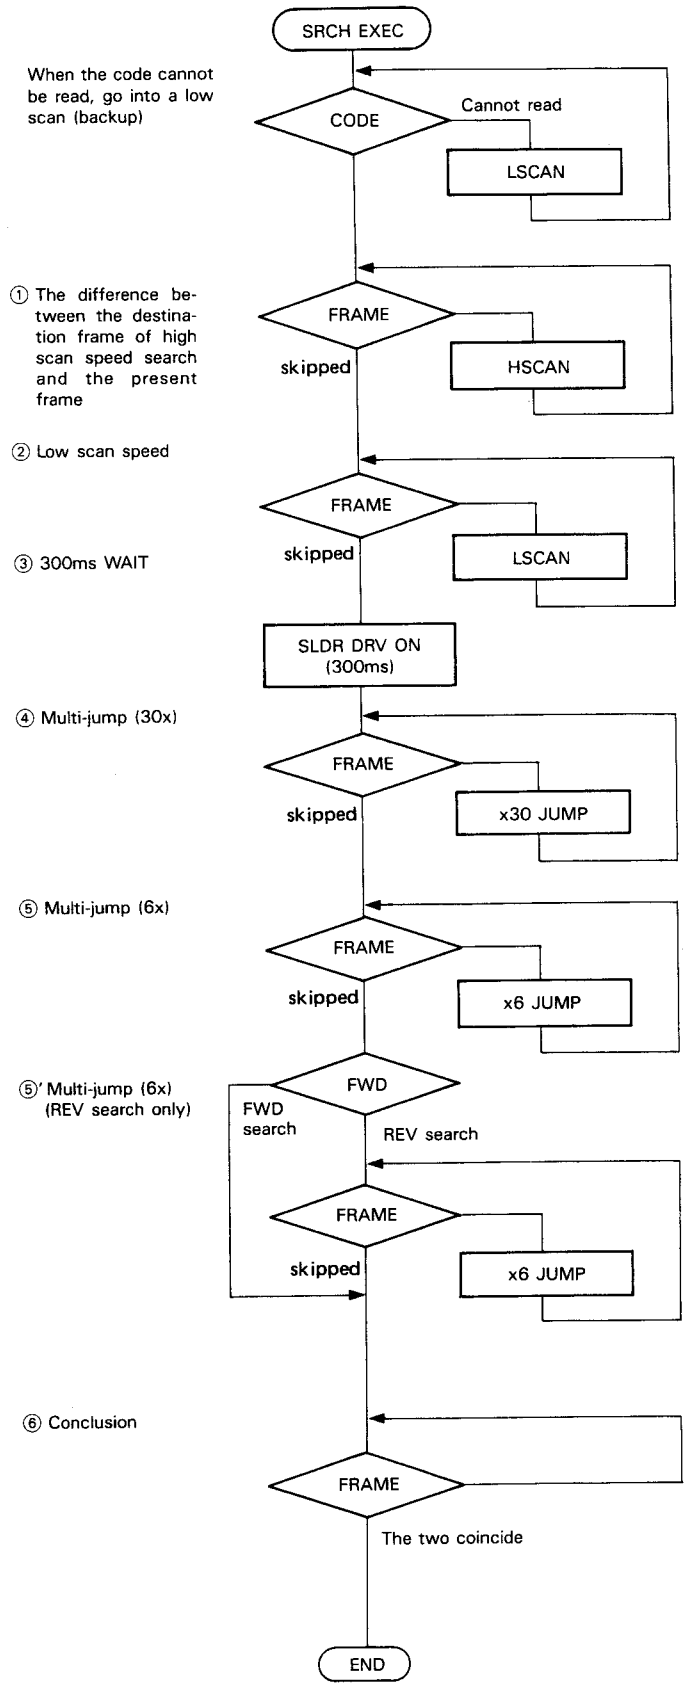 SRCH EXEC
When the code cannot
be read, go into a low
scan (backup)
CODE
Cannot read
LSCAN
① The difference be-
tween the destina-
tion frame of high
scan speed search
and the present
frame
FRAME
skipped
HSCAN
② Low scan speed
FRAME
skipped
LSCAN
③ 300ms WAIT
SLDR DRV ON
(300ms)
④ Multi-jump (30x)
FRAME
skipped
x30 JUMP
⑤ Multi-jump (6x)
FRAME
skipped
x6 JUMP
⑤' Multi-jump (6x)
(REV search only)
FWD
FWD
search
REV search
FRAME
skipped
x6 JUMP
⑥ Conclusion
FRAME
The two coincide
END